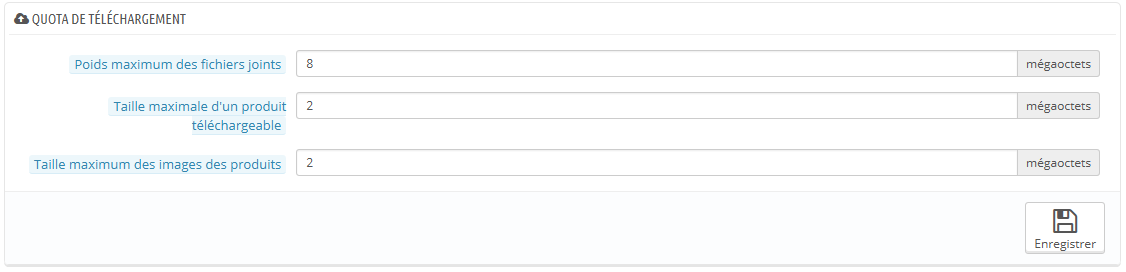 QUOTA DE TÉLÉCHARGEMENT
Poids maximum des fichiers joints 8 mégaoctets
Taille maximale d'un produit
téléchargeable 2 mégaoctets
Taille maximum des images des produits 2 mégaoctets
Enregistrer